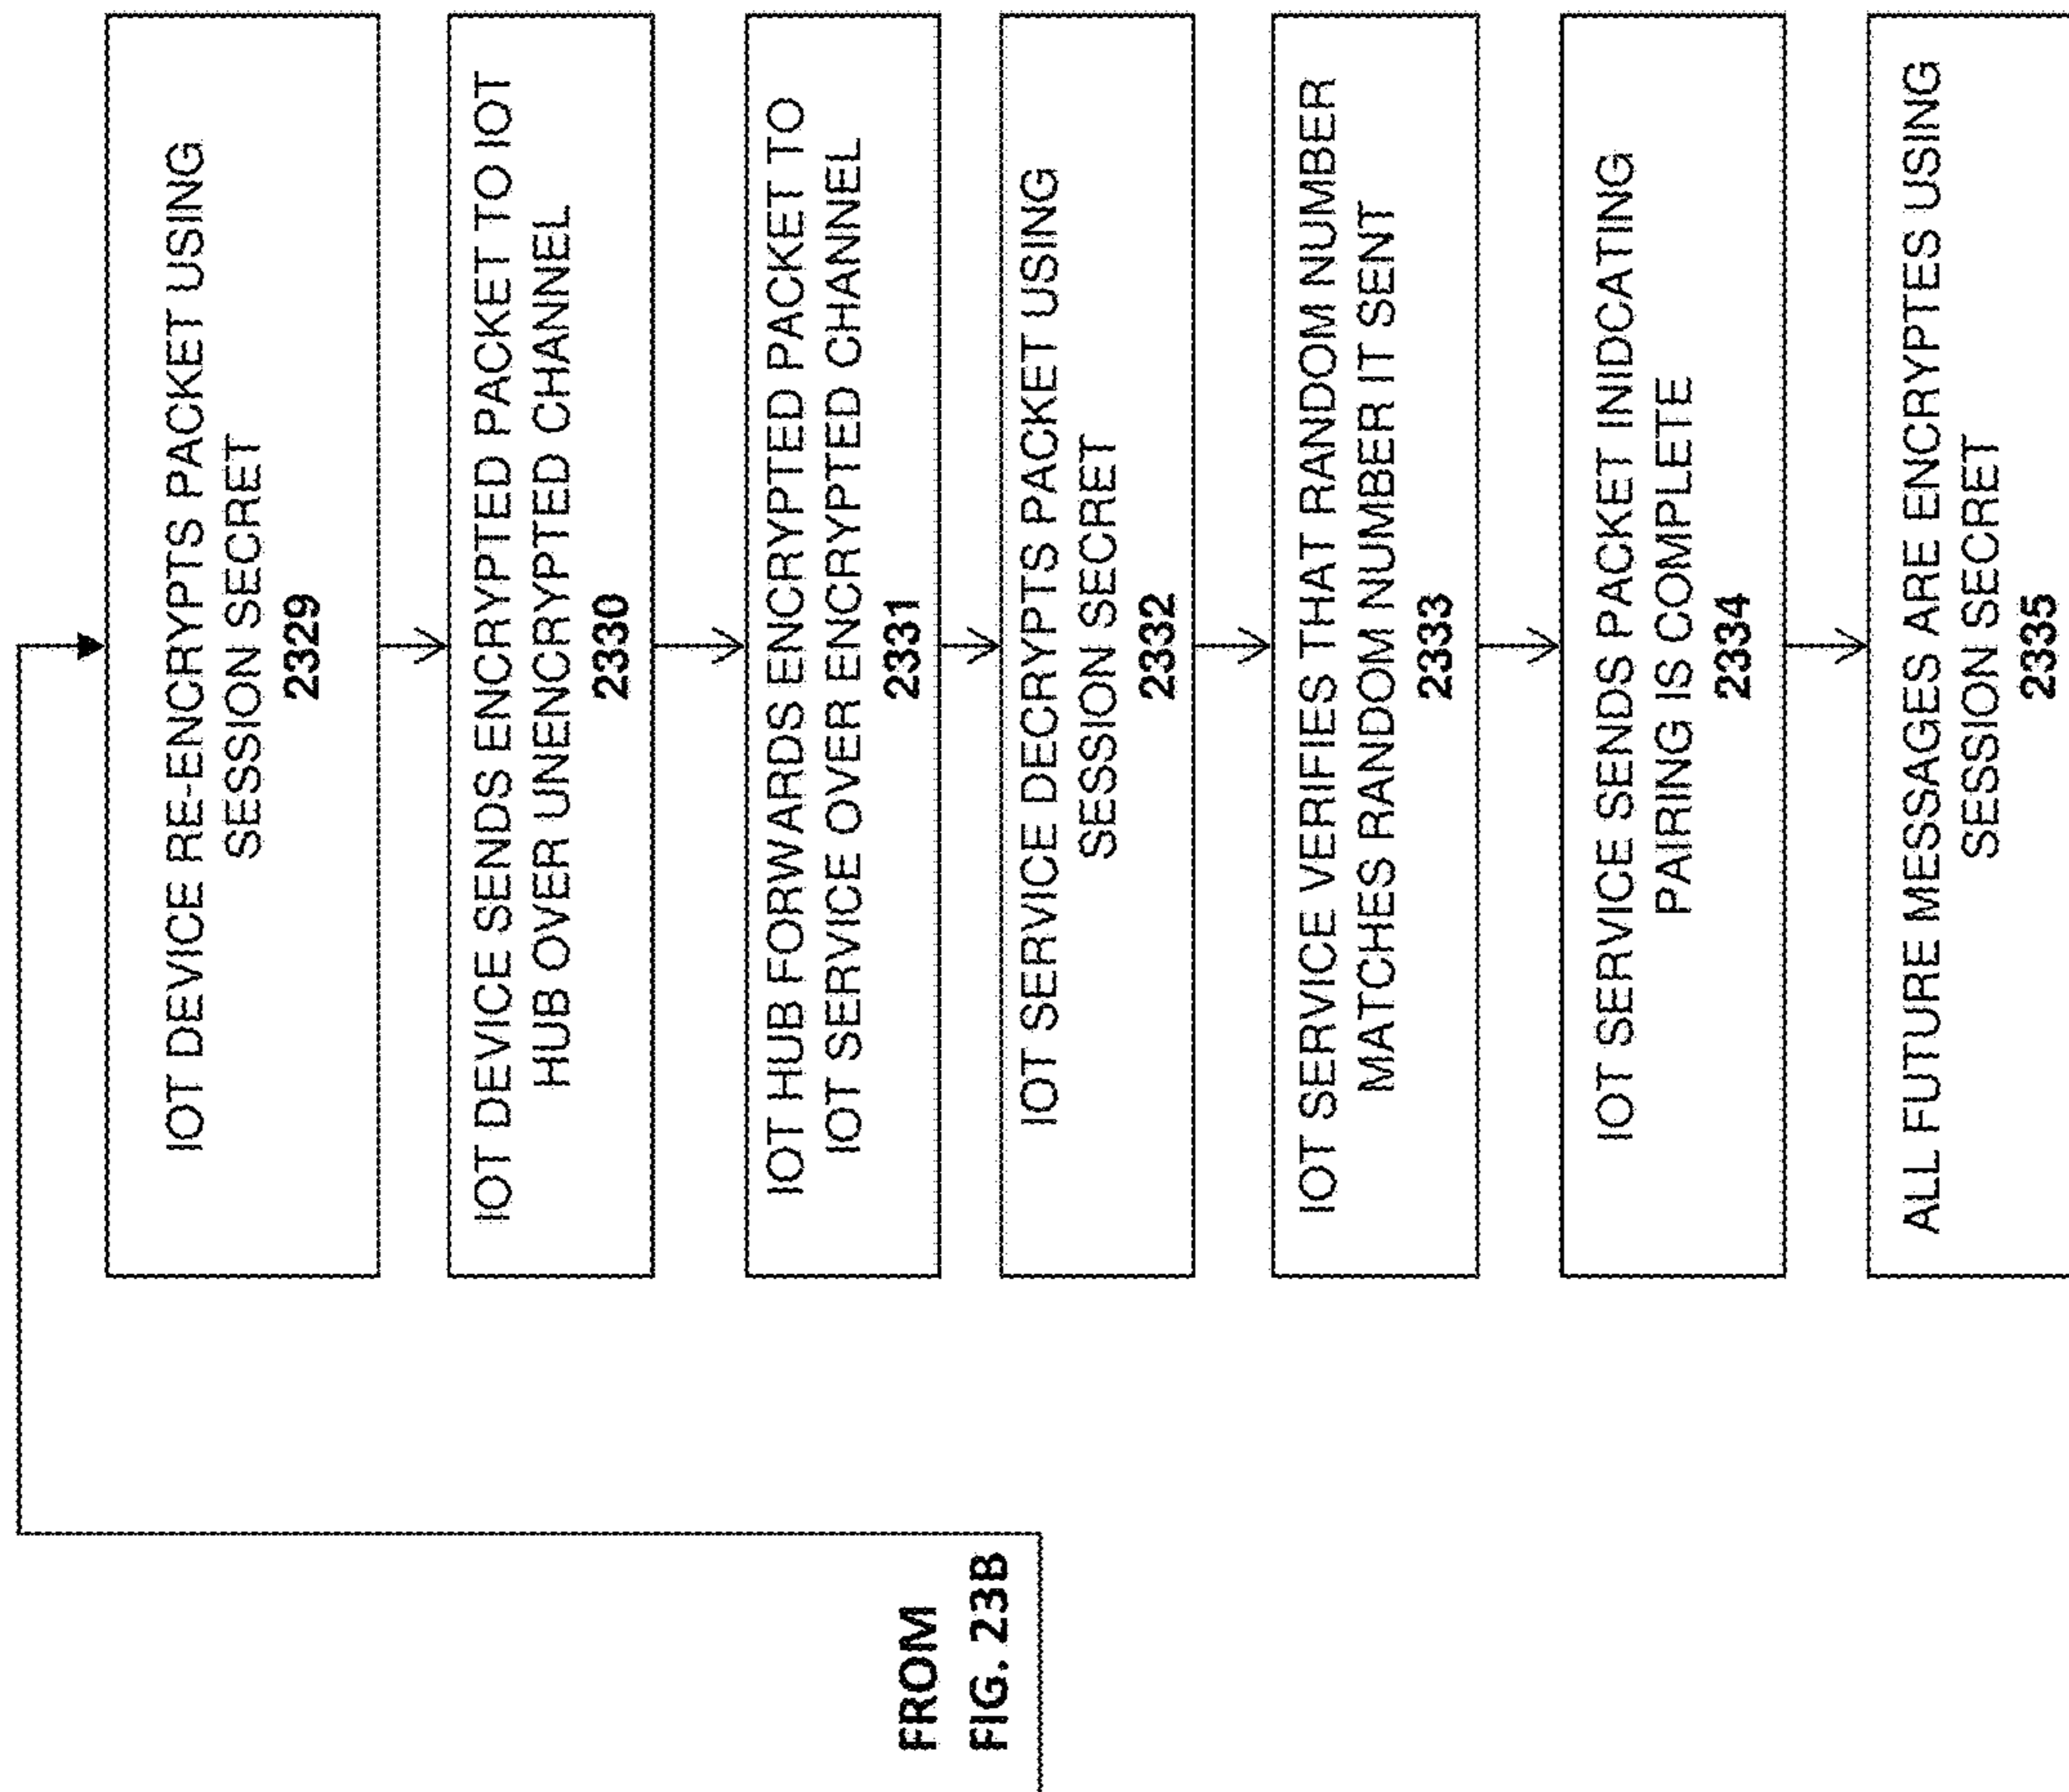 FROM
FIG. 23B
IOT DEVICE RE-ENCRYPTS PACKET USING
SESSION SECRET
2329
IOT DEVICE SENDS ENCRYPTED PACKET TO IOT
HUB OVER UNENCRYPTED CHANNEL
2330
IOT HUB FORWARDS ENCRYPTED PACKET TO
IOT SERVICE OVER ENCRYPTED CHANNEL
2331
IOT SERVICE DECRYPTS PACKET USING
SESSION SECRET
2332
IOT SERVICE VERIFIES THAT RANDOM NUMBER
MATCHES RANDOM NUMBER IT SENT
2333
IOT SERVICE SENDS PACKET INIDCATING
PAIRING IS COMPLETE
2334
ALL FUTURE MESSAGES ARE ENCRYPTES USING
SESSION SECRET
2335